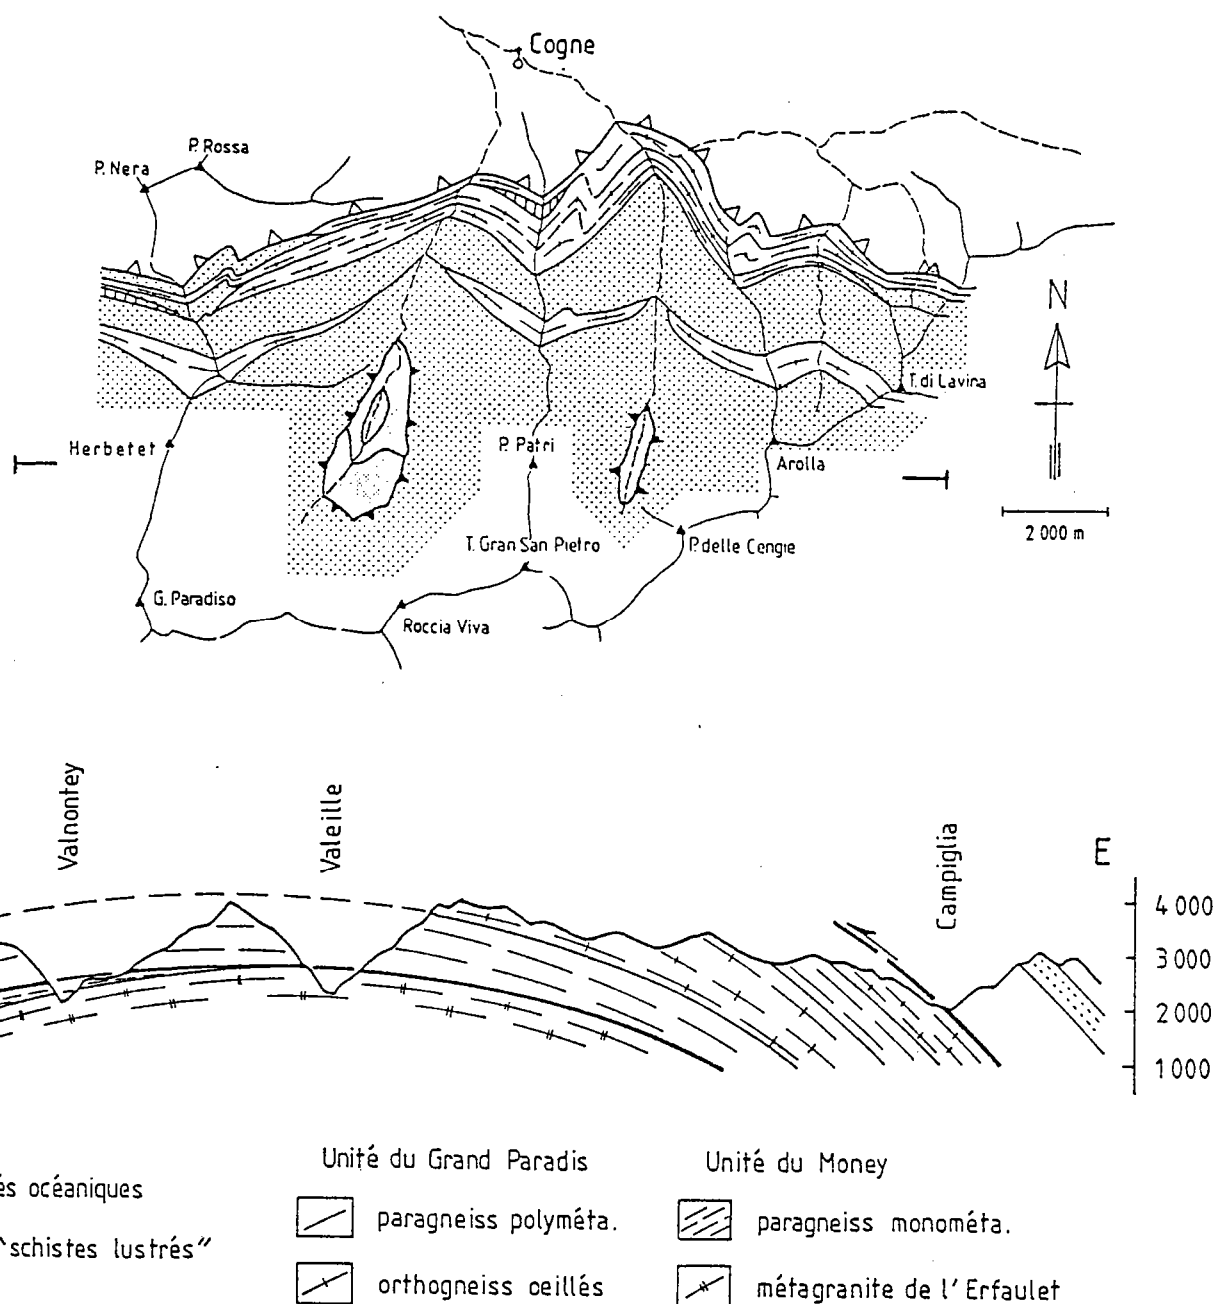 Cogne
P. Rossa
P. Nera
N
T. di Lavina
Herbetet
P. Patri
Arolla
2 000 m
T. Gran San Pietro
P. delle Cengie
G. Paradiso
Roccia Viva
Valnontey
Valeille
Campiglia
E
4 000
3 000
2 000
1 000
Unité du Grand Paradis
Unité du Money
és océaniques
paragneiss polyméta.
paragneiss monométa.
"schistes lustrés"
orthogneiss oeillés
métagranite de l'Erfaulet